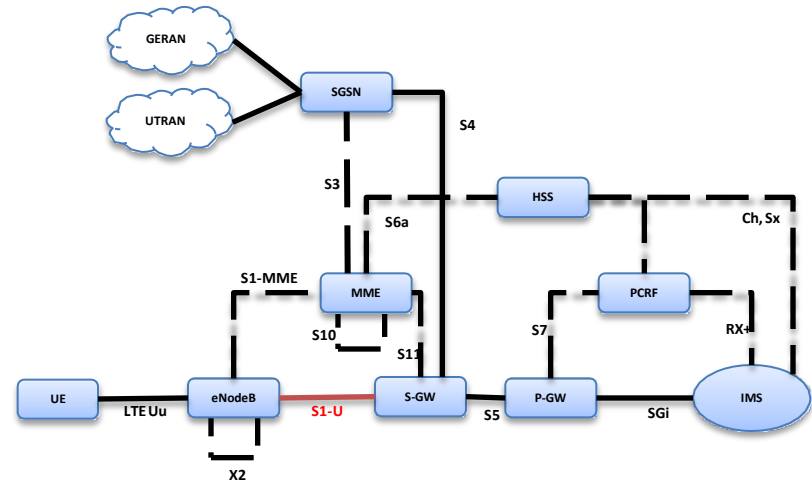 GERAN
SGSN
UTRAN
S4
S3
HSS
S6a
Ch, Sx
S1-MME
MME
PCRF
S10
S7
RX+
S11
UE
eNodeB
S-GW
P-GW
IMS
LTE Uu
S1-U
S5
SGi
X2